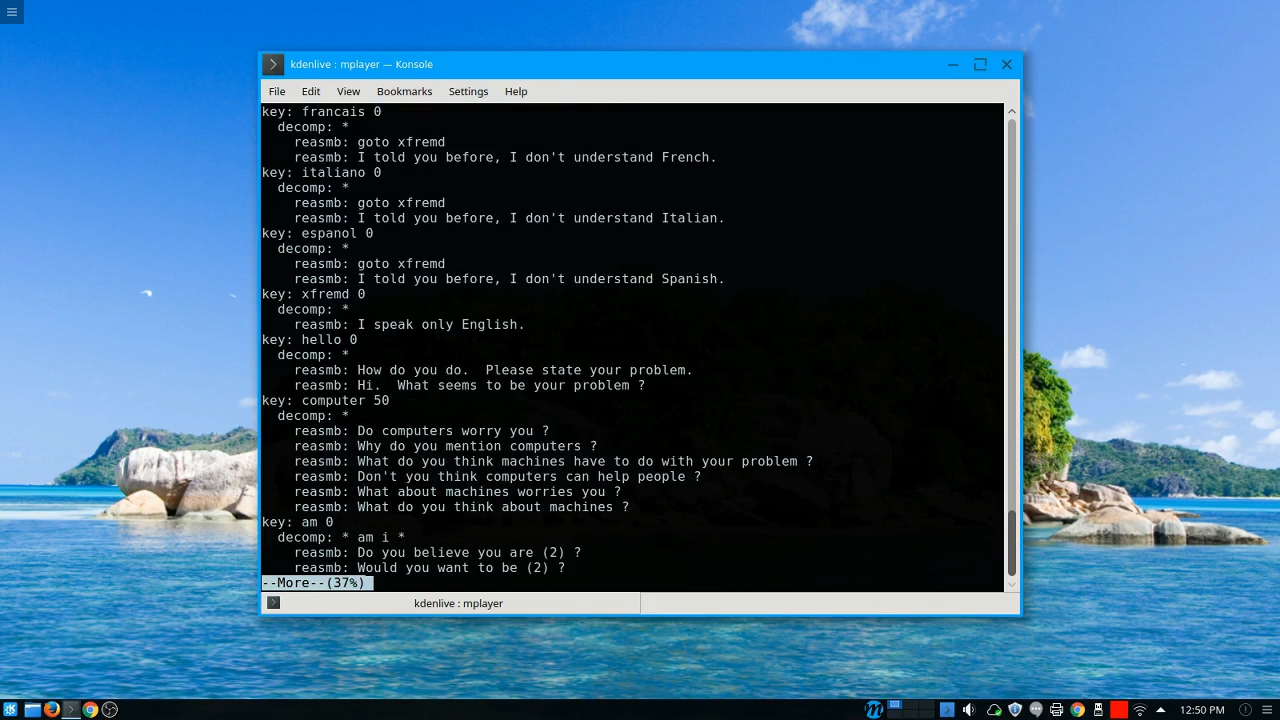 kdenlive : mplayer — Konsole
File Edit View Bookmarks Settings Help
key: francais 0
  decomp: *
    reasmb: goto xfremd
    reasmb: I told you before, I don't understand French.
key: italiano 0
  decomp: *
    reasmb: goto xfremd
    reasmb: I told you before, I don't understand Italian.
key: espanol 0
  decomp: *
    reasmb: goto xfremd
    reasmb: I told you before, I don't understand Spanish.
key: xfremd 0
  decomp: *
    reasmb: I speak only English.
key: hello 0
  decomp: *
    reasmb: How do you do.  Please state your problem.
    reasmb: Hi.  What seems to be your problem ?
key: computer 50
  decomp: *
    reasmb: Do computers worry you ?
    reasmb: Why do you mention computers ?
    reasmb: What do you think machines have to do with your problem ?
    reasmb: Don't you think computers can help people ?
    reasmb: What about machines worries you ?
    reasmb: What do you think about machines ?
key: am 0
  decomp: * am i *
    reasmb: Do you believe you are (2) ?
    reasmb: Would you want to be (2) ?
--More--(37%)
kdenlive : mplayer
12:50 PM